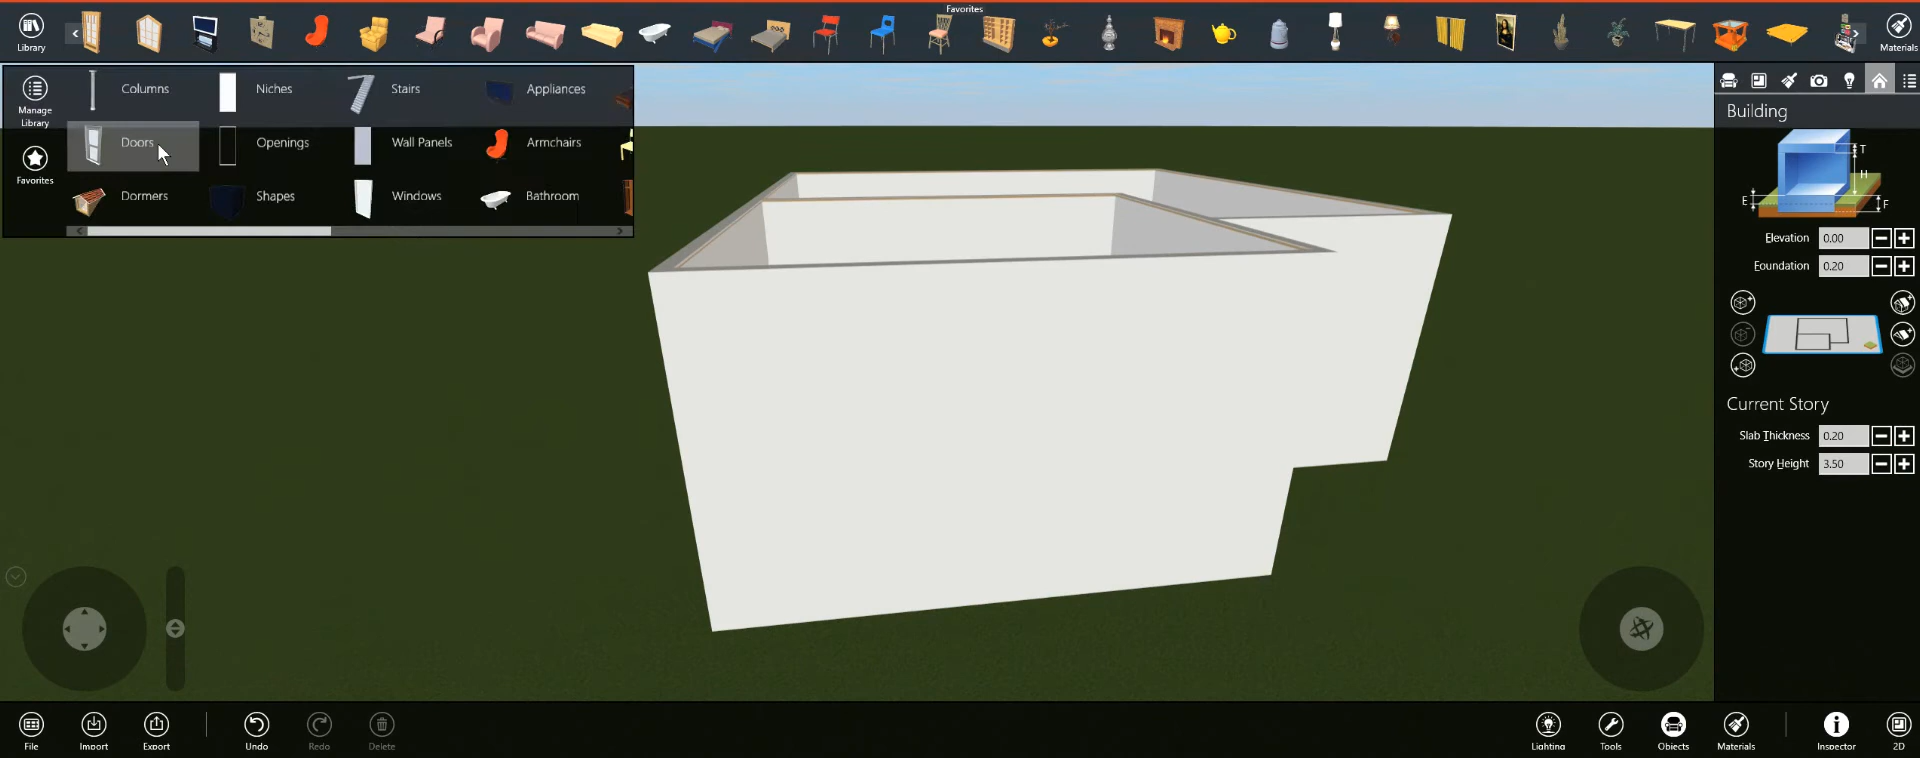 Favorites
Library
Materials
Manage
Library
Favorites
Columns
Niches
Stairs
Appliances
Doors
Openings
Wall Panels
Armchairs
Dormers
Shapes
Windows
Bathroom
Building
T
H
E
F
Elevation 0.00
Foundation 0.20
Current Story
Slab Thickness 0.20
Story Height 3.50
File
Import
Export
Undo
Redo
Delete
Lighting
Tools
Objects
Materials
Inspector
2D